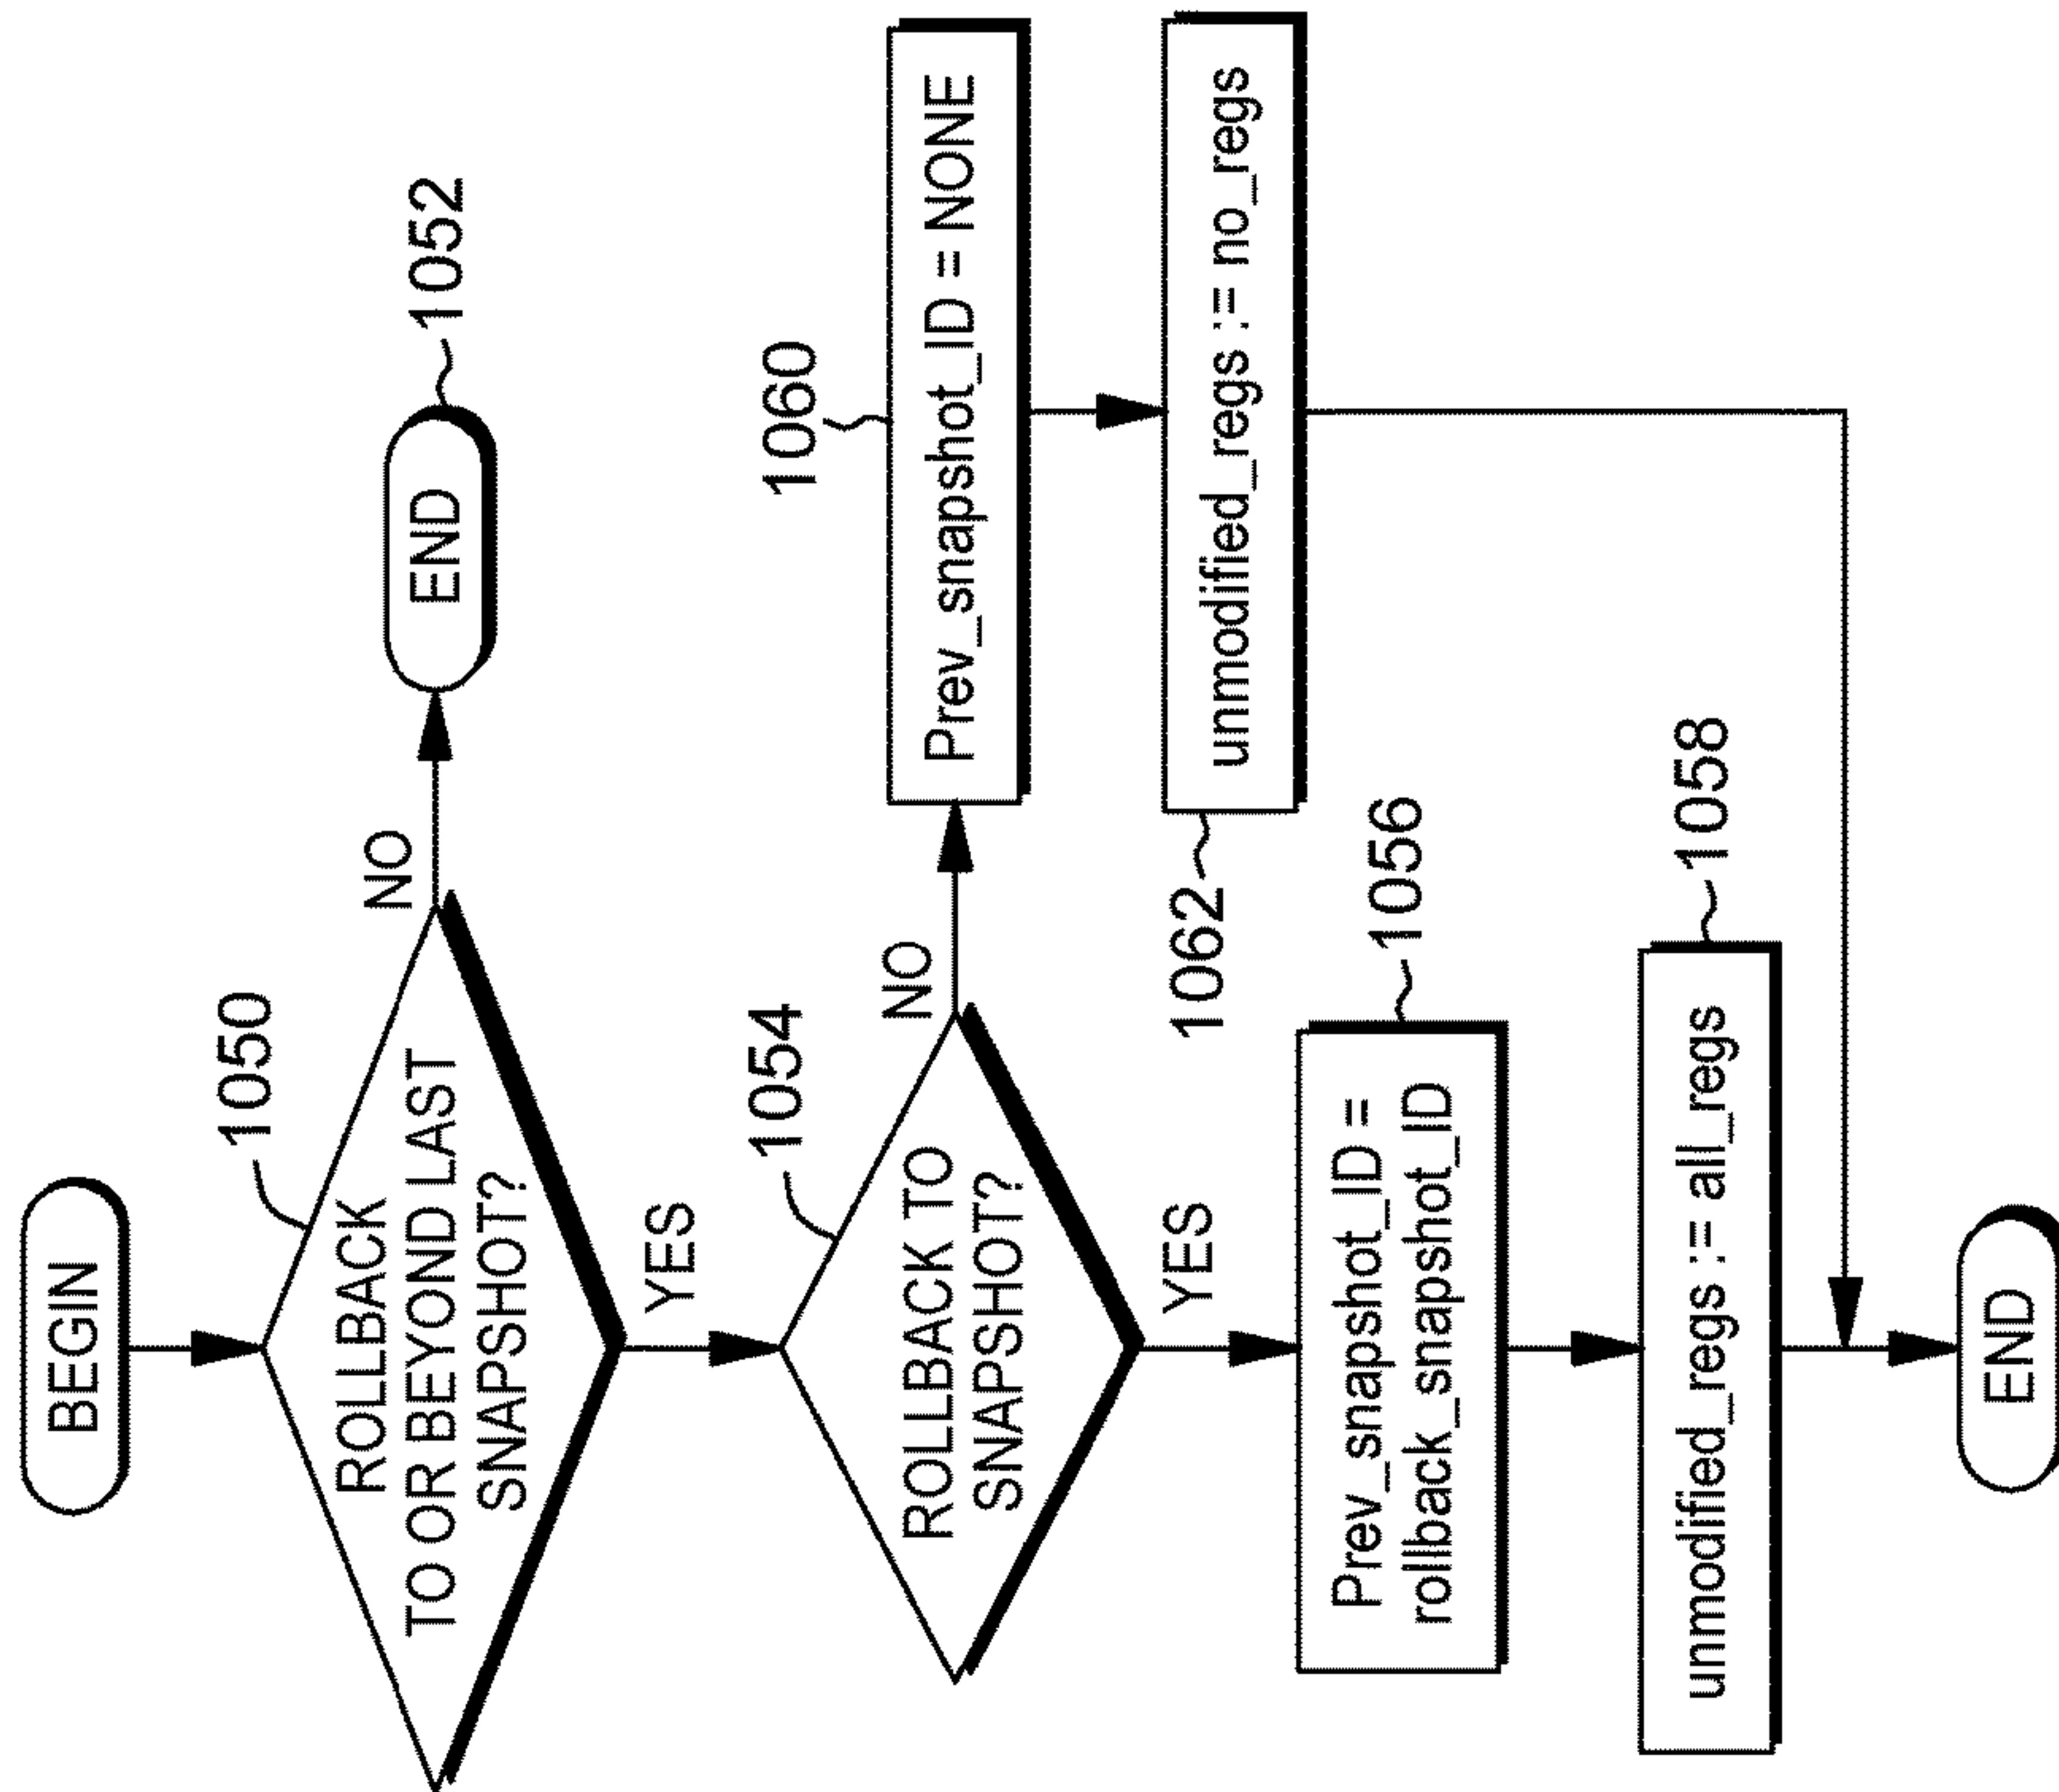 BEGIN
1050
ROLLBACK
TO OR BEYOND LAST
SNAPSHOT?
NO
END
1052
YES
1054
ROLLBACK TO
SNAPSHOT?
NO
1060
Prev_snapshot_ID = NONE
unmodified_regs := no_regs
1062
YES
1056
Prev_snapshot_ID =
rollback_snapshot_ID
1058
unmodified_regs := all_regs
END